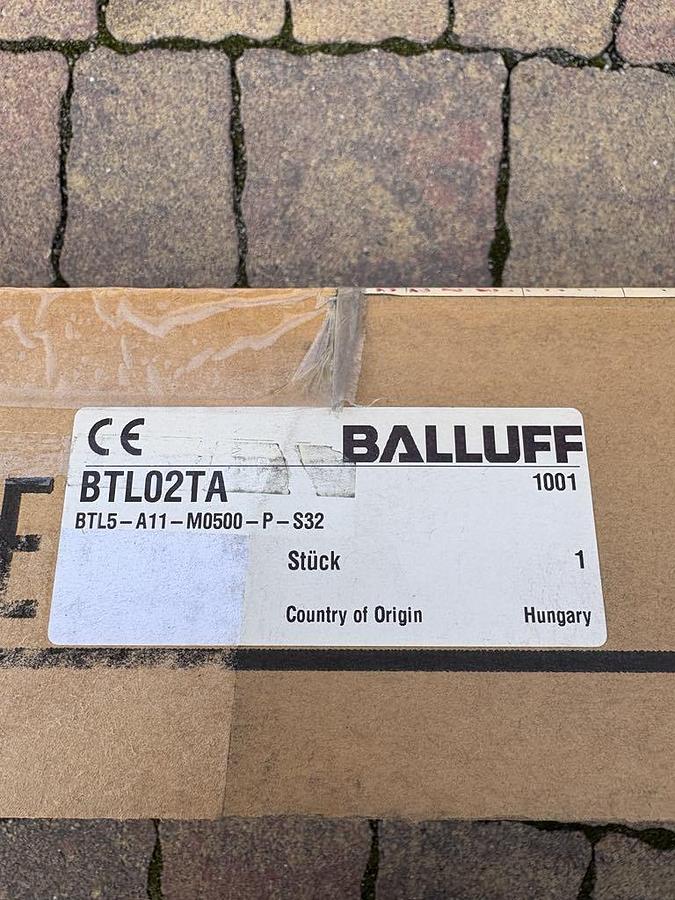 CE BALLUFF
BTL02TA 1001
BTL5-A11-M0500-P-S32
Stück 1
Country of Origin Hungary
E